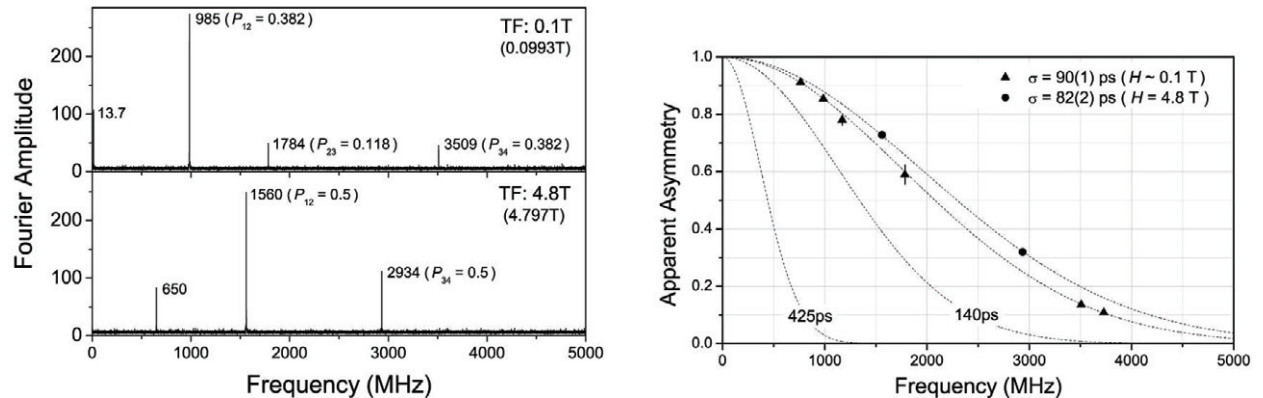 Fourier Amplitude
200
100
0
200
100
0
13.7
985 (P12 = 0.382)
1784 (P23 = 0.118)
3509 (P34 = 0.382)
TF: 0.1T
(0.0993T)
650
1560 (P12 = 0.5)
2934 (P34 = 0.5)
TF: 4.8T
(4.797T)
0 1000 2000 3000 4000 5000
Frequency (MHz)
Apparent Asymmetry
1.0
0.8
0.6
0.4
0.2
0.0
σ = 90(1) ps ( H ~ 0.1 T )
σ = 82(2) ps ( H = 4.8 T )
425ps
140ps
0 1000 2000 3000 4000 5000
Frequency (MHz)